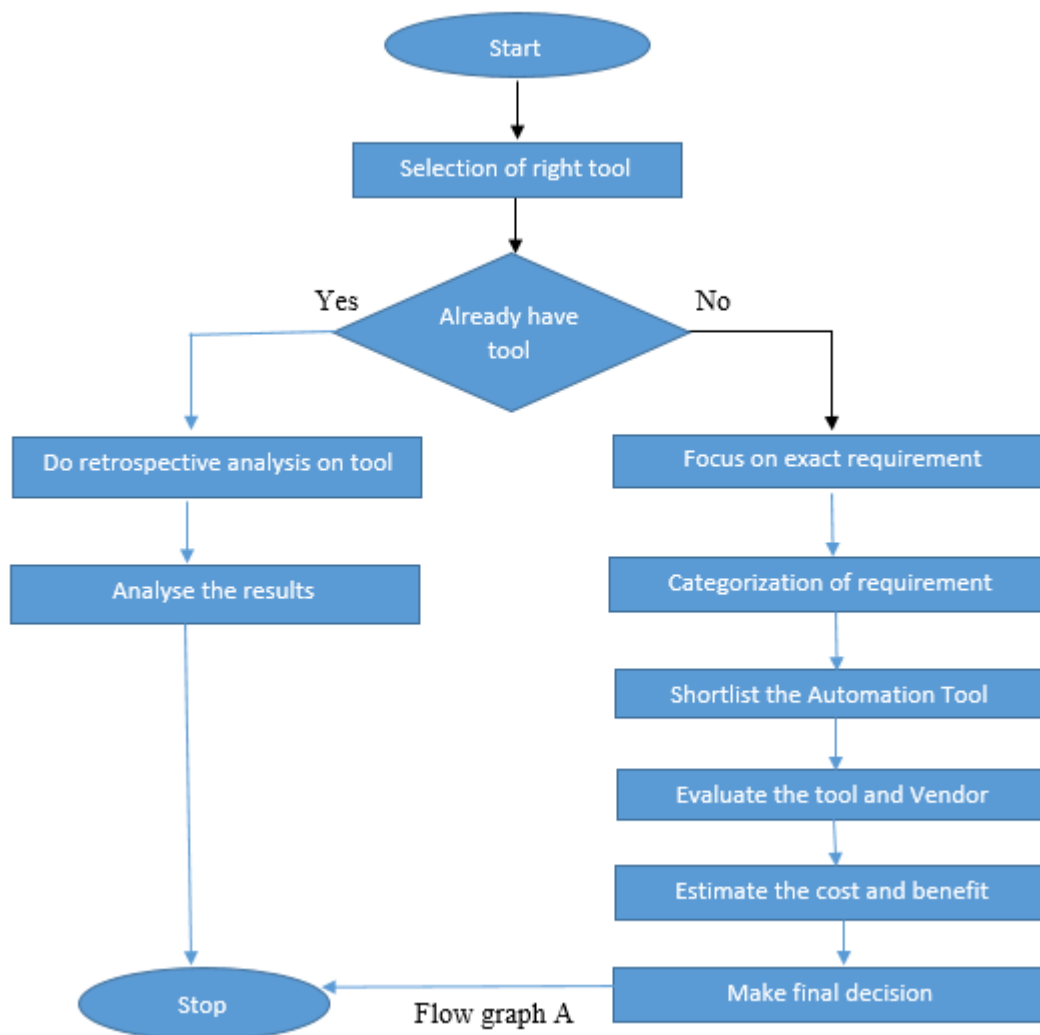 Start
Selection of right tool
Yes
No
Already have
tool
Do retrospective analysis on tool
Focus on exact requirement
Analyse the results
Categorization of requirement
Shortlist the Automation Tool
Evaluate the tool and Vendor
Estimate the cost and benefit
Make final decision
Stop
Flow graph A